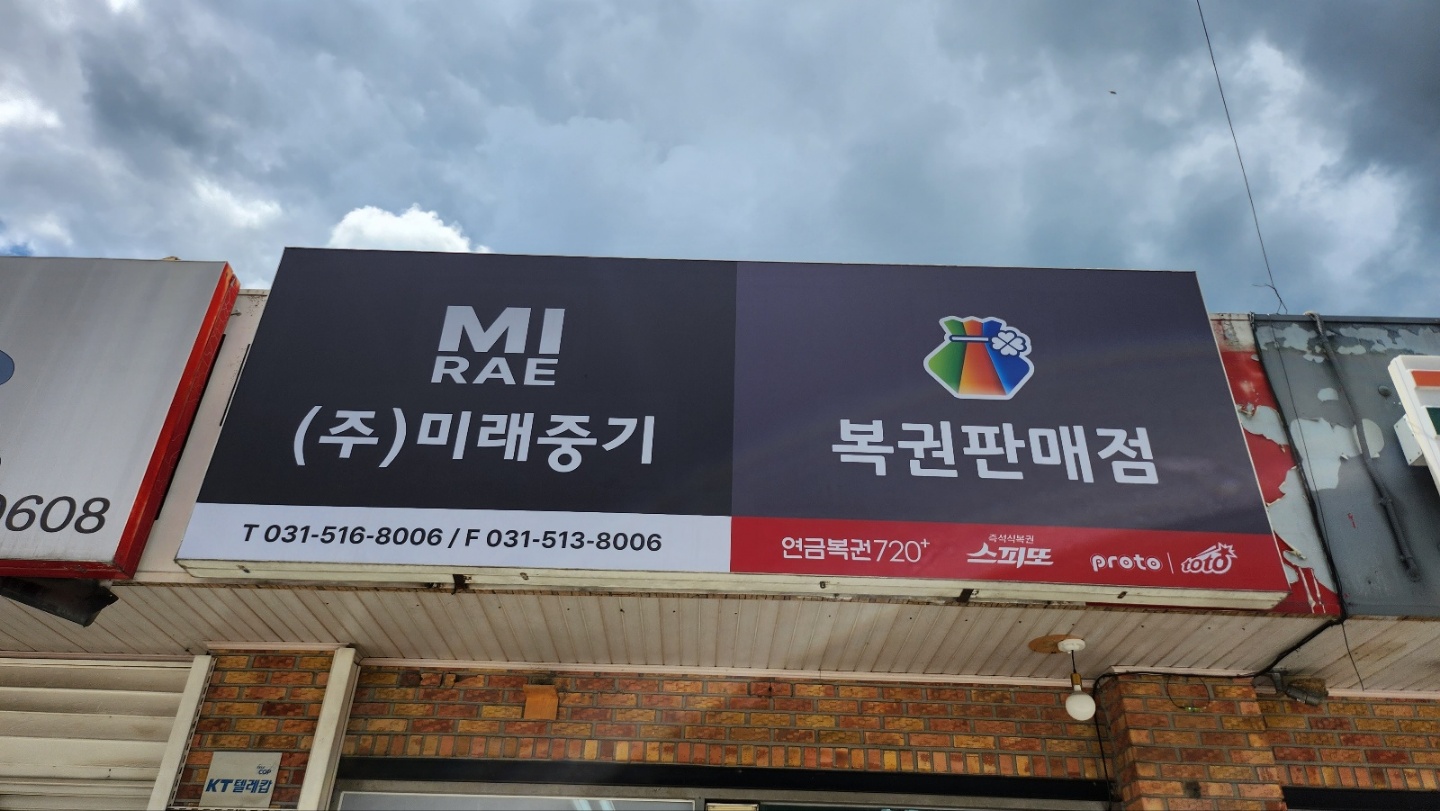 MI
RAE
(주)미래중기
T 031-516-8006 / F 031-513-8006
복권판매점
연금복권720+
즉석식복권
스피또
proto | toto
0608
COP
KT텔레캅